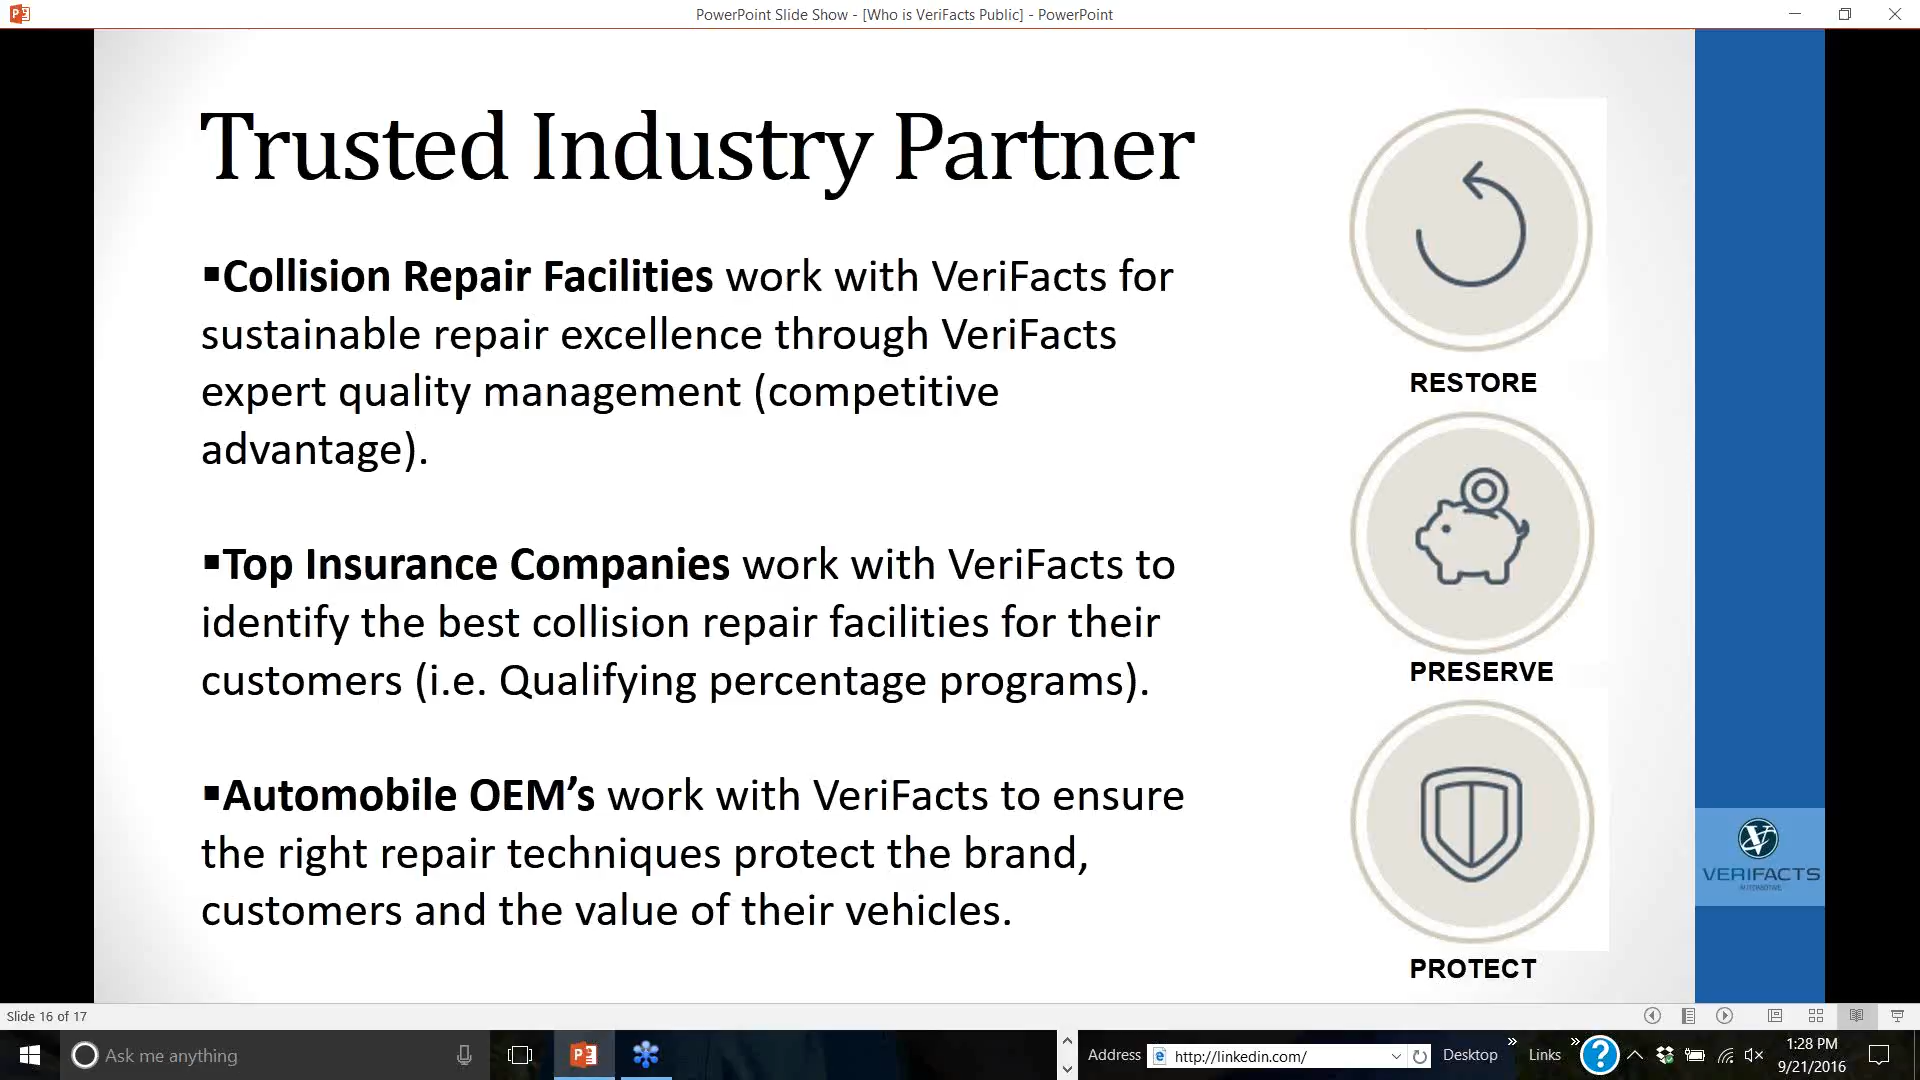 PowerPoint Slide Show - [Who is VeriFacts Public] - PowerPoint
Trusted Industry Partner
▪Collision Repair Facilities work with VeriFacts for
sustainable repair excellence through VeriFacts
expert quality management (competitive
advantage).
▪Top Insurance Companies work with VeriFacts to
identify the best collision repair facilities for their
customers (i.e. Qualifying percentage programs).
▪Automobile OEM’s work with VeriFacts to ensure
the right repair techniques protect the brand,
customers and the value of their vehicles.
RESTORE
PRESERVE
PROTECT
VERIFACTS
AUTOMOTIVE
Slide 16 of 17
Ask me anything
Address
http://linkedin.com/
Desktop
Links
1:28 PM
9/21/2016